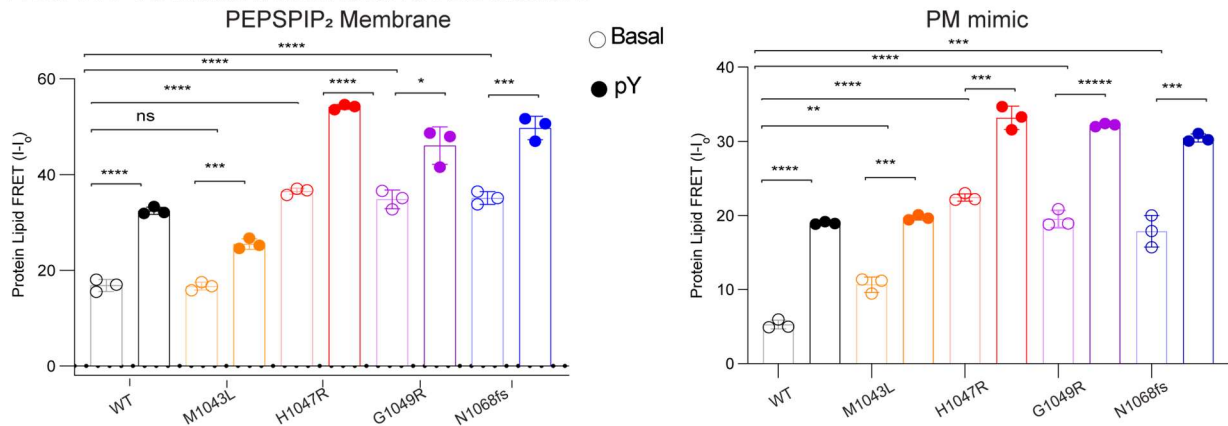 PEPSPIP₂ Membrane
Protein Lipid FRET (I-I₀)
60
40
20
0
****
****
****
ns
****
***
****
*
***
WT
M1043L
H1047R
G1049R
N1068fs
Basal
pY
PM mimic
Protein Lipid FRET (I-I₀)
40
30
20
10
0
***
****
****
**
****
***
***
*****
***
WT
M1043L
H1047R
G1049R
N1068fs